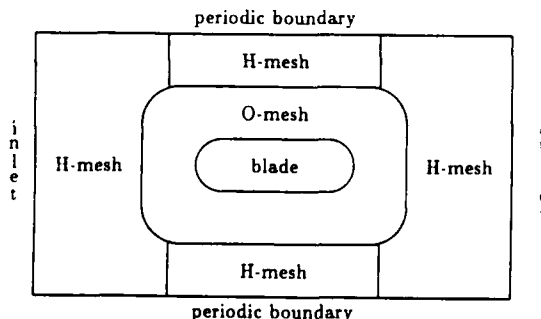 periodic boundary
H-mesh
O-mesh
inlet
H-mesh
blade
H-mesh
H-mesh
periodic boundary